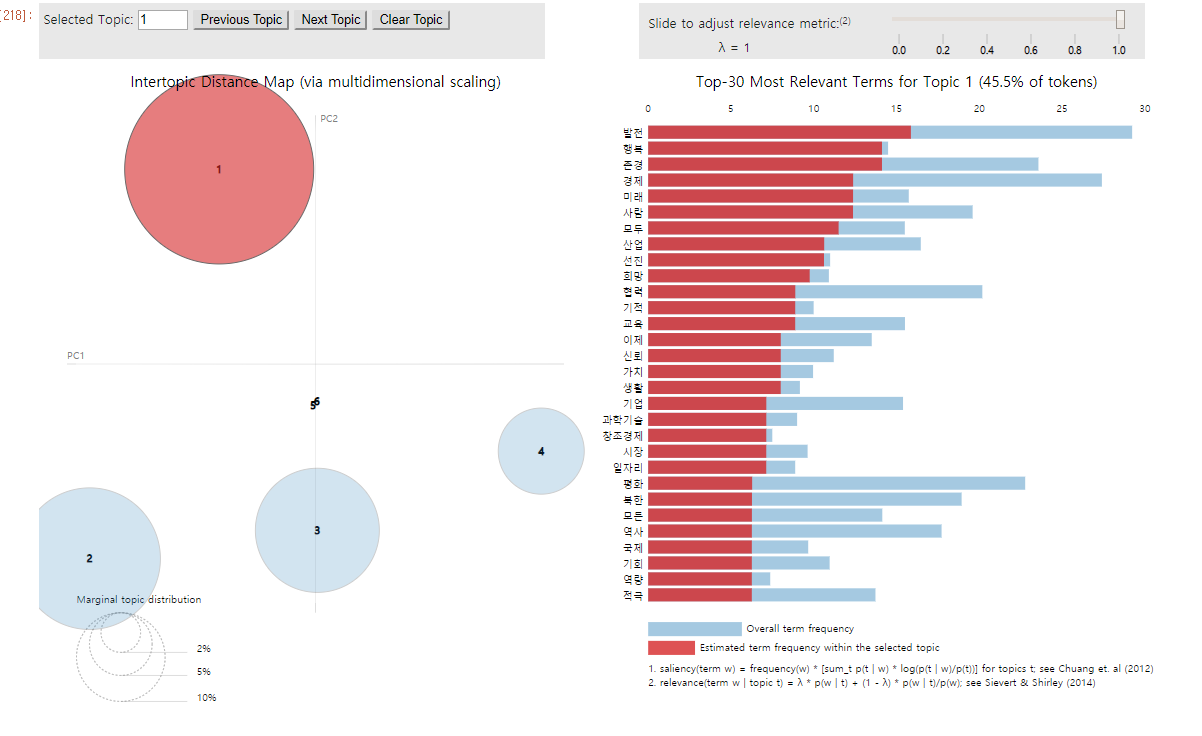 [218]:
Selected Topic: 1 Previous Topic Next Topic Clear Topic
Slide to adjust relevance metric:(2)
λ = 1
0.0 0.2 0.4 0.6 0.8 1.0
Intertopic Distance Map (via multidimensional scaling)
PC2
PC1
1
5 6
4
3
2
Marginal topic distribution
2%
5%
10%
Top-30 Most Relevant Terms for Topic 1 (45.5% of tokens)
0 5 10 15 20 25 30
발전
행복
존경
경제
미래
사람
모두
산업
선진
희망
협력
기적
교육
이제
신뢰
가치
생활
기업
과학기술
창조경제
시장
일자리
평화
북한
모든
역사
국제
기회
역량
적극
Overall term frequency
Estimated term frequency within the selected topic
1. saliency(term w) = frequency(w) * [sum_t p(t | w) * log(p(t | w)/p(t))] for topics t; see Chuang et. al (2012)
2. relevance(term w | topic t) = λ * p(w | t) + (1 - λ) * p(w | t)/p(w); see Sievert & Shirley (2014)